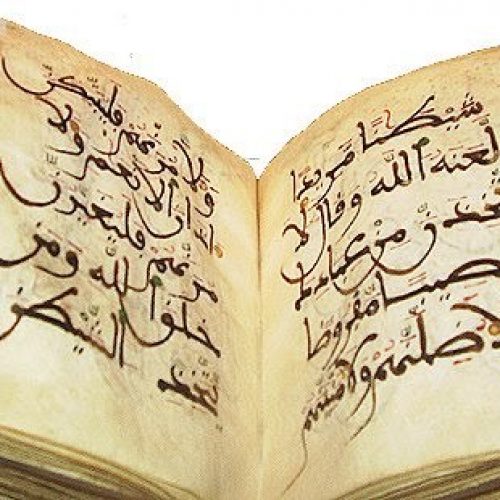 شيطنا مريدا
لعنه الله وقال لا
تخذن من عبادك
نصيبا مفروضا
ولاضلنهم ولامنينهم
ولامرنهم فليبتكن
ءاذان الانعم ولا
مرنهم فليغيرن
خلق الله ومن
يتخذ الشيطن